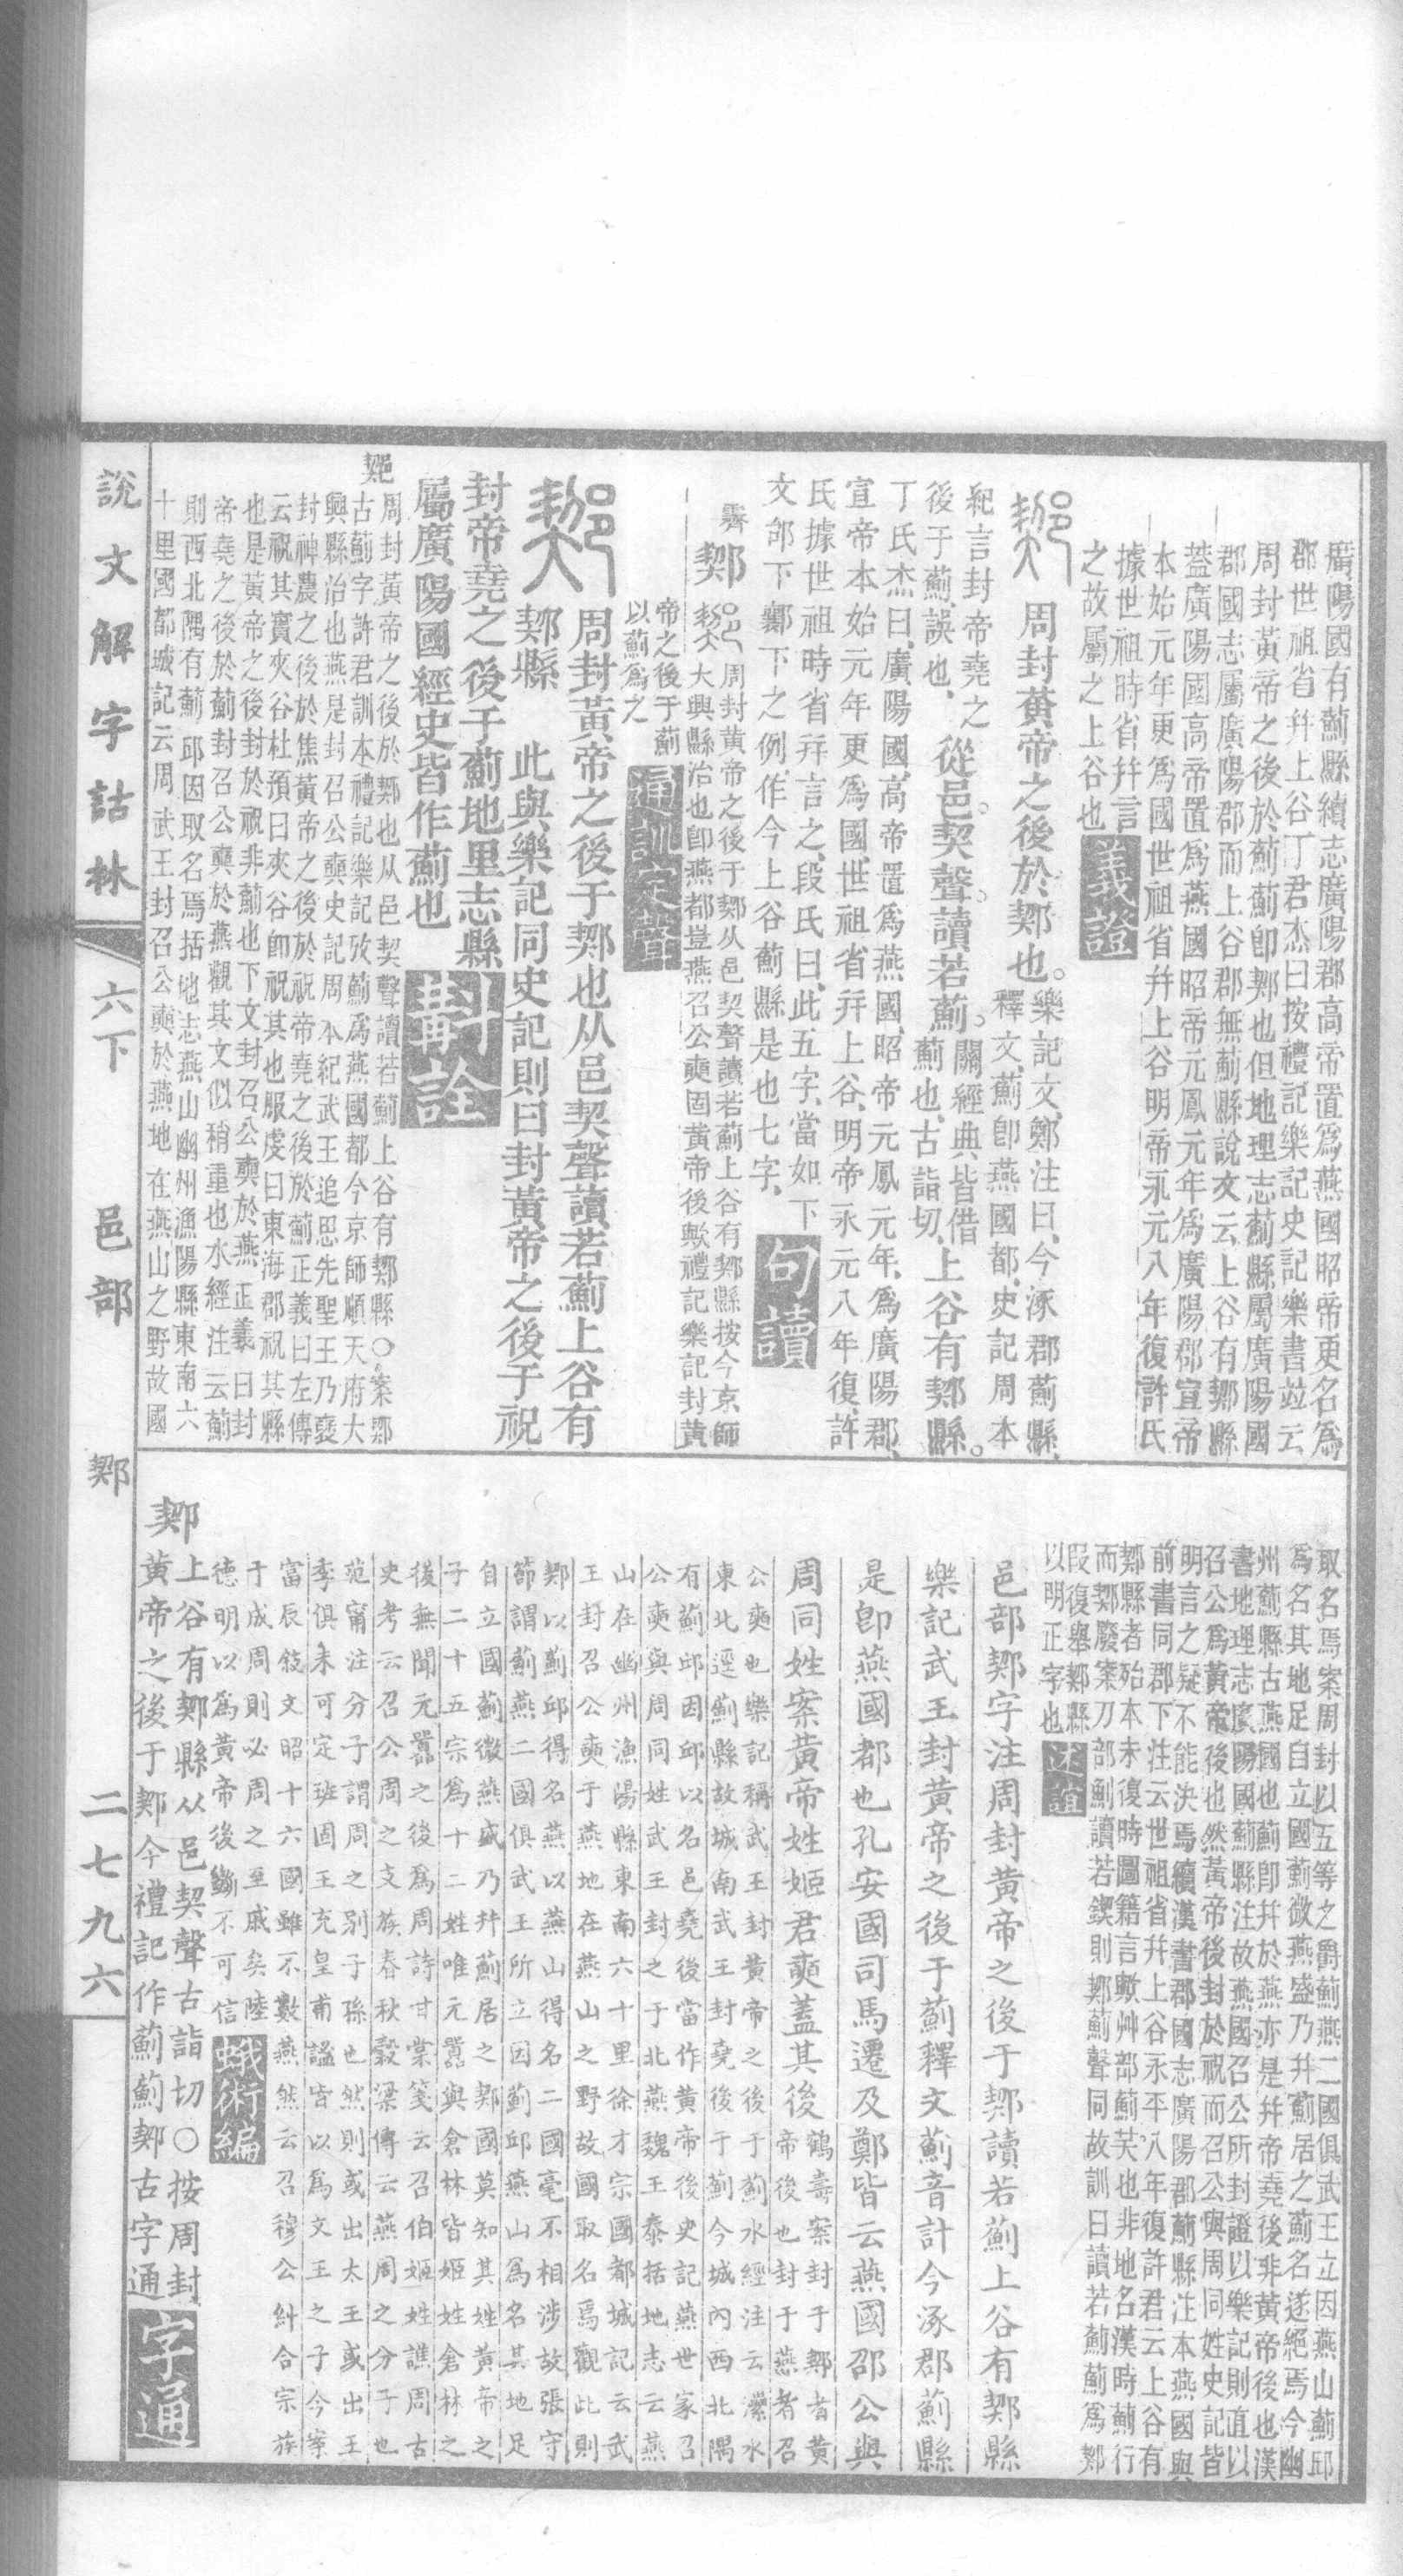 廣陽國有薊縣續志廣陽郡高帝置爲燕國昭帝更名爲
郡世祖省幷上谷丁君杰曰按禮記樂記史記樂書竝云
周封黃帝之後於薊薊卽鄚也但地理志薊縣屬廣陽國
郡國志屬廣陽郡而上谷郡無薊縣說文云上谷有䣞縣
葢廣陽國高帝置爲燕國昭帝元鳳元年爲廣陽郡宣帝
本始元年更爲國世祖省幷上谷明帝永元八年復許氏
據世祖時省幷言
之故屬之上谷也
義證
周封黃帝之後於䣞也。樂記文鄭注曰、今涿郡薊縣、
釋文薊卽燕國都、史記周本
紀言封帝堯之
後于薊、誤也、
從邑。契聲。讀若薊。
關經典皆借
薊也、古詣切、
上谷有䣞縣。
丁氏杰曰、廣陽國、高帝置爲燕國、昭帝元鳳元年、爲廣陽郡、
宣帝本始元年更爲國、世祖省幷上谷、明帝永元八年復、許
氏據世祖時省幷言之、段氏曰、此五字、當如下
文郃下酈下之例、作今上谷薊縣是也七字、
句讀
䣞
周封黃帝之後于䣞从邑契聲讀若薊上谷有䣞縣按今京師
大興縣治也卽燕都豈燕召公奭固黃帝後歟禮記樂記封黃
帝之後于薊
以薊爲之
通訓定聲
周封黃帝之後于䣞也从邑契聲讀若薊上谷有
䣞縣
此與樂記同史記則曰封黃帝之後于祝
封帝堯之後于薊地里志縣
屬廣陽國經史皆作薊也
斠詮
周封黃帝之後於䣞也从邑契聲讀若薊上谷有䣞縣〇案䣞
古薊字許君訓本禮記樂記攷薊爲燕國都今京師順天府大
興縣治也燕是封召公奭史記周本紀武王追思先聖王乃襃
封神農之後於焦黃帝之後於祝帝堯之後於薊正義曰左傳
云祝其實夾谷杜預曰夾谷卽祝其也服虔曰東海郡祝其縣
也是黃帝之後封於祝非薊也下文封召公奭於燕正義曰封
帝堯之後於薊封召公奭於燕觀其文似稍重也水經注云薊
則西北隅有薊邱因取名焉括地志燕山幽州漁陽縣東南六
十里國都城記云周武王封召公奭於燕地在燕山之野故國
取名焉案周封以五等之爵薊燕二國俱武王立因燕山薊邱
爲名其地足自立國薊微燕盛乃幷薊居之薊名遂絕焉今幽
州薊縣古燕國也薊卽幷於燕亦是幷帝堯後非黃帝後也漢
書地理志廣陽國薊縣注故燕國召公所封證以樂記則直以
召公爲黃帝後也然黃帝後封於祝而召公與周同姓史記皆
明言之疑不能決焉續漢書郡國志廣陽郡薊縣注本燕國與
前書同郡下注云世祖省幷上谷永平八年復許君云上谷有
䣞縣者殆本未復時圖籍言歟艸部薊芺也非地名漢時薊行
而䣞廢案刀部㓶讀若鍥則䣞薊聲同故訓曰讀若薊薊爲䣞
叚復舉䣞縣
以明正字也
述誼
邑部䣞字注周封黃帝之後于䣞讀若薊上谷有䣞縣
樂記武王封黃帝之後于薊釋文薊音計今涿郡薊縣
是卽燕國都也孔安國司馬遷及鄭皆云燕國邵公與
周同姓案黃帝姓姬君奭蓋其後
鶴壽案封于䣞者黃
帝後也封于燕者召
公奭也樂記稱武王封黃帝之後于薊水經注云灅水
東北逕薊縣故城南武王封堯後于薊今城內西北隅
有薊邱因邱以名邑堯後當作黃帝後史記燕世家召
公奭與周同姓武王封之于北燕魏王泰括地志云燕
山在幽州漁陽縣東南六十里徐才宗國都城記云武
王封召公奭于燕地在燕山之野故國取名焉觀此則
䣞以薊邱得名燕以燕山得名二國毫不相涉故張守
節謂薊燕二國俱武王所立因薊邱燕山爲名其地足
自立國薊微燕盛乃幷薊居之䣞國莫知其姓黃帝之
子二十五宗爲十二姓唯元囂與倉林皆姬姓倉林之
後無聞元囂之後爲周詩甘棠箋云召伯姬姓譙周古
史考云召公周之支族春秋穀梁傳云燕周之分子也
范甯注分子謂周之別子孫也然則或出太王或出王
季俱未可定班固王充皇甫謐皆以爲文王之子今案
富辰敍文昭十六國雖不數燕然云召穆公糾合宗族
于成周則必周之至戚矣陸
德明以爲黃帝後繆不可信
蛾術編
䣞
上谷有䣞縣从邑契聲古詣切〇按周封
黃帝之後于䣞今禮記作薊薊䣞古字通
字通
說文解字詁林
六下
邑部
䣞
二七九六